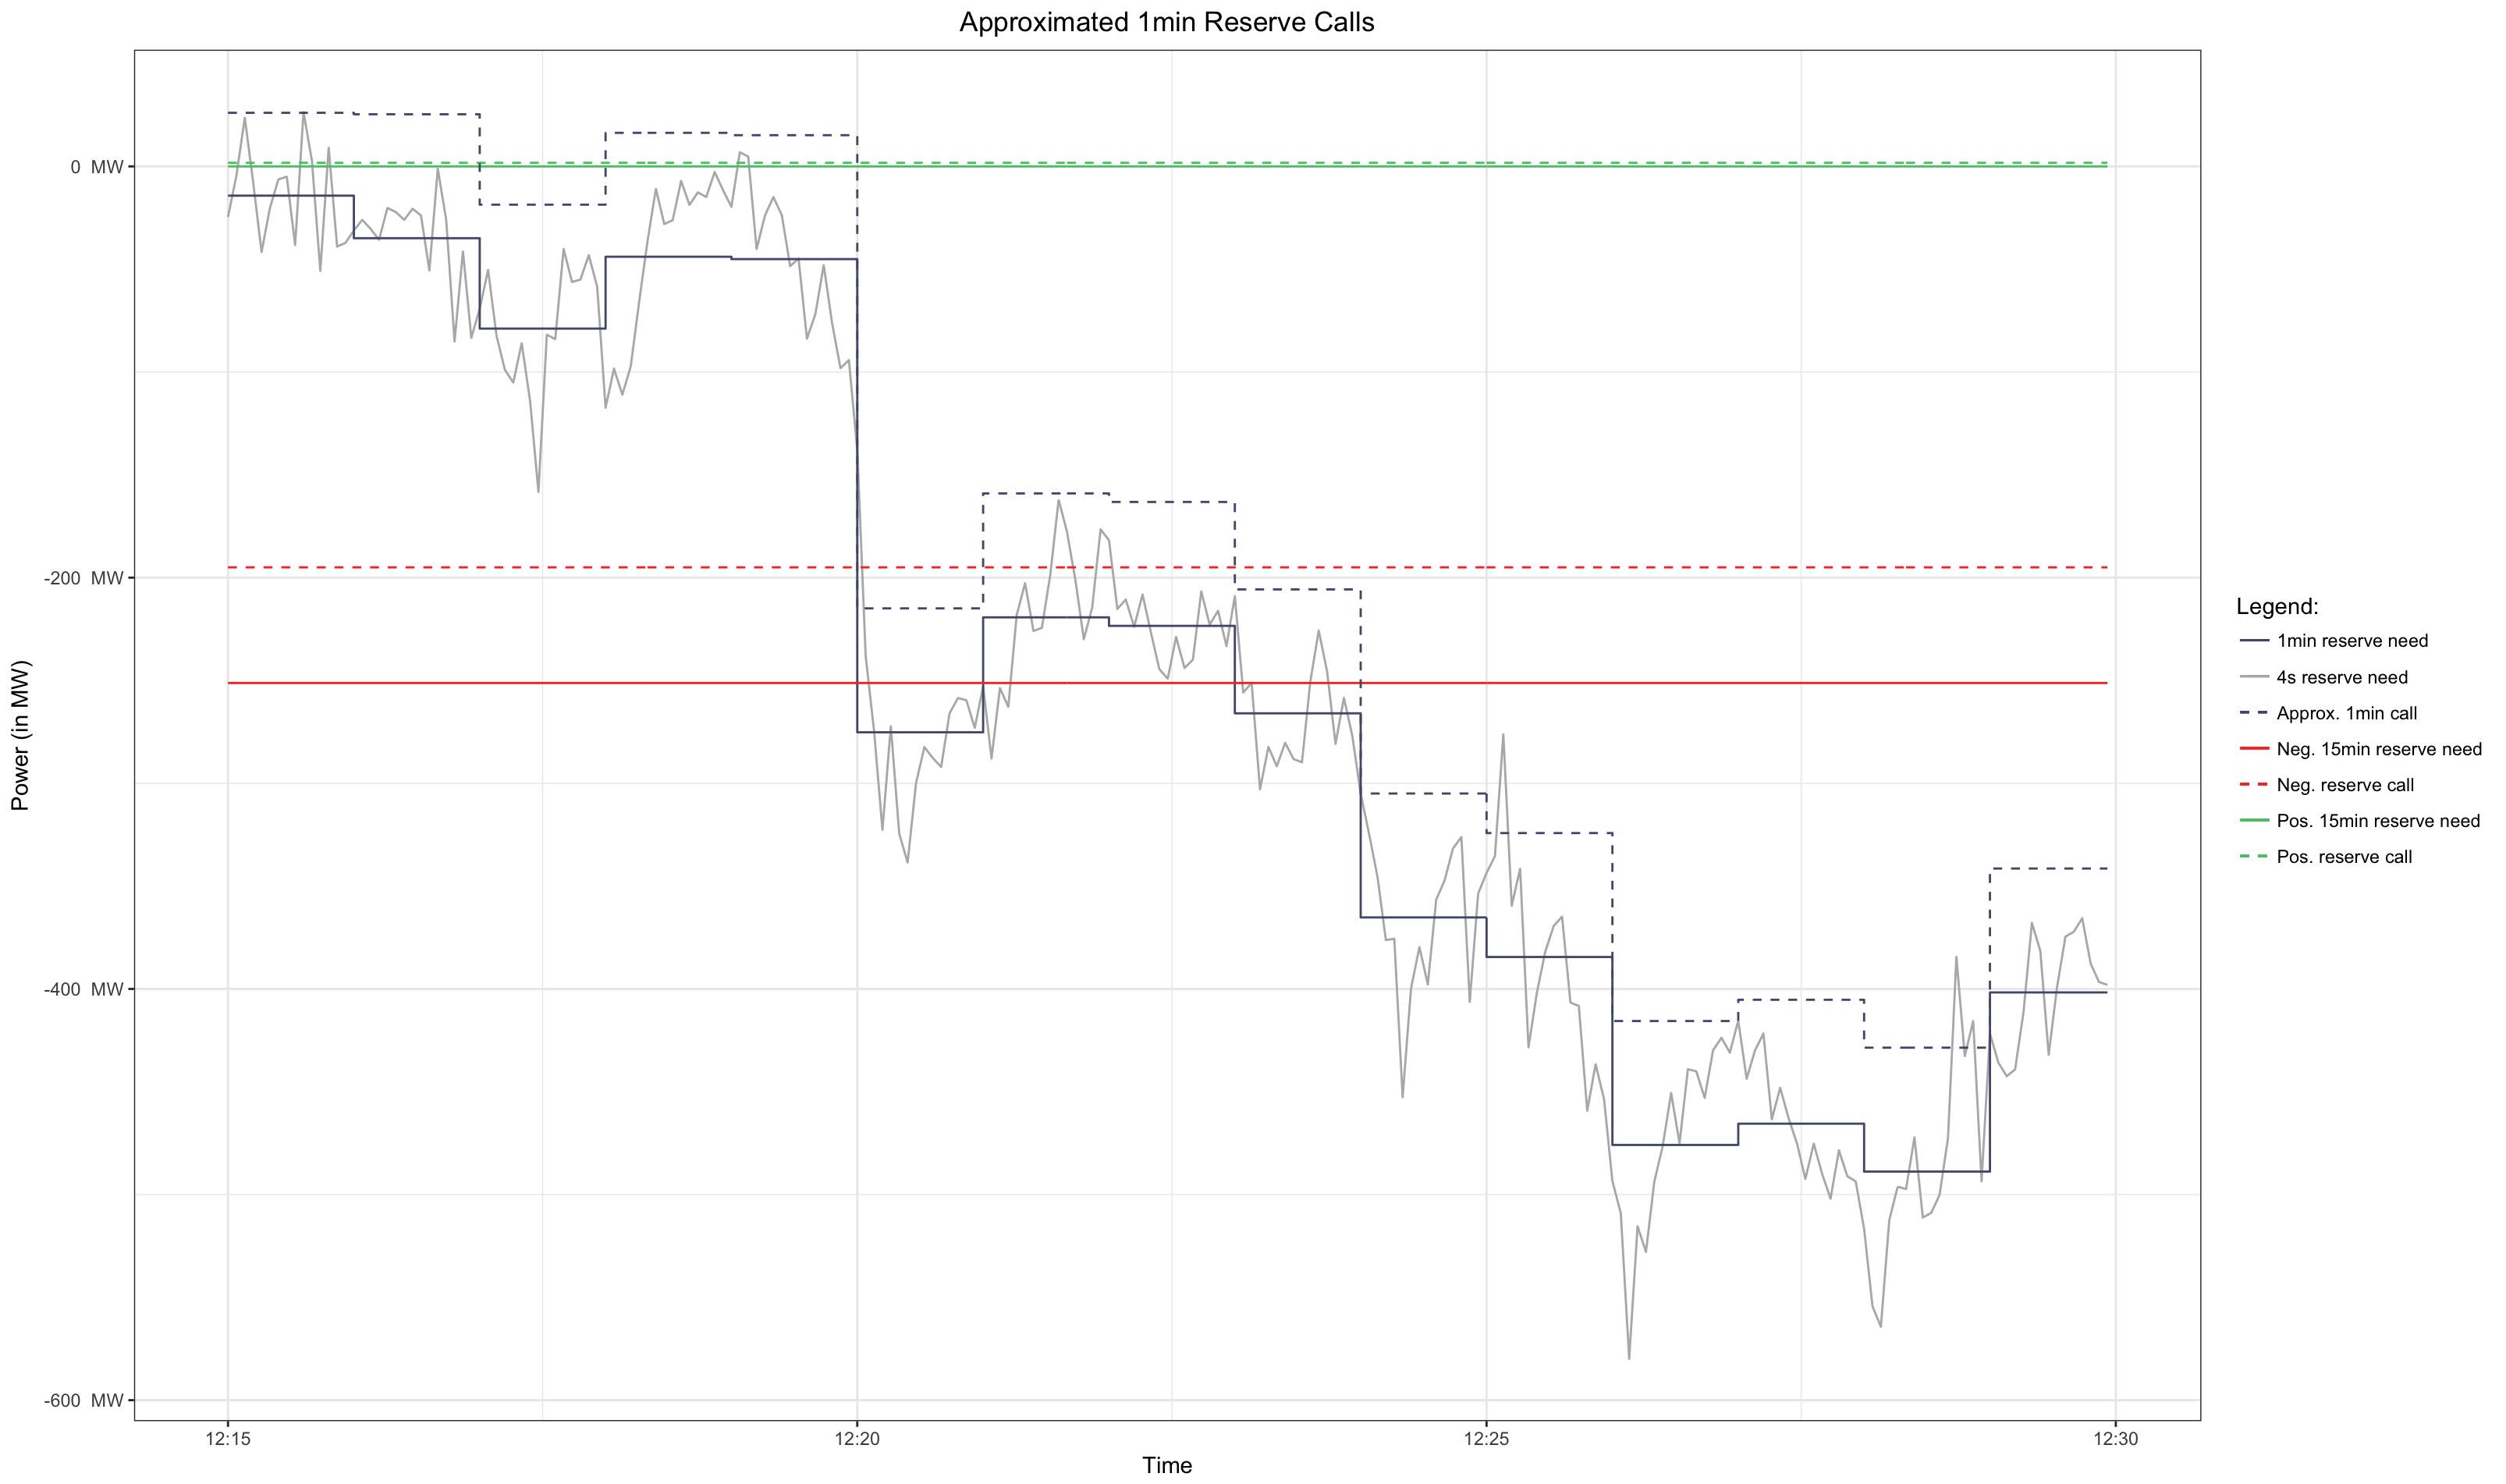 Approximated 1min Reserve Calls
Power (in MW)
0 MW
-200 MW
-400 MW
-600 MW
12:15
12:20
12:25
12:30
Time
Legend:
1min reserve need
4s reserve need
Approx. 1min call
Neg. 15min reserve need
Neg. reserve call
Pos. 15min reserve need
Pos. reserve call